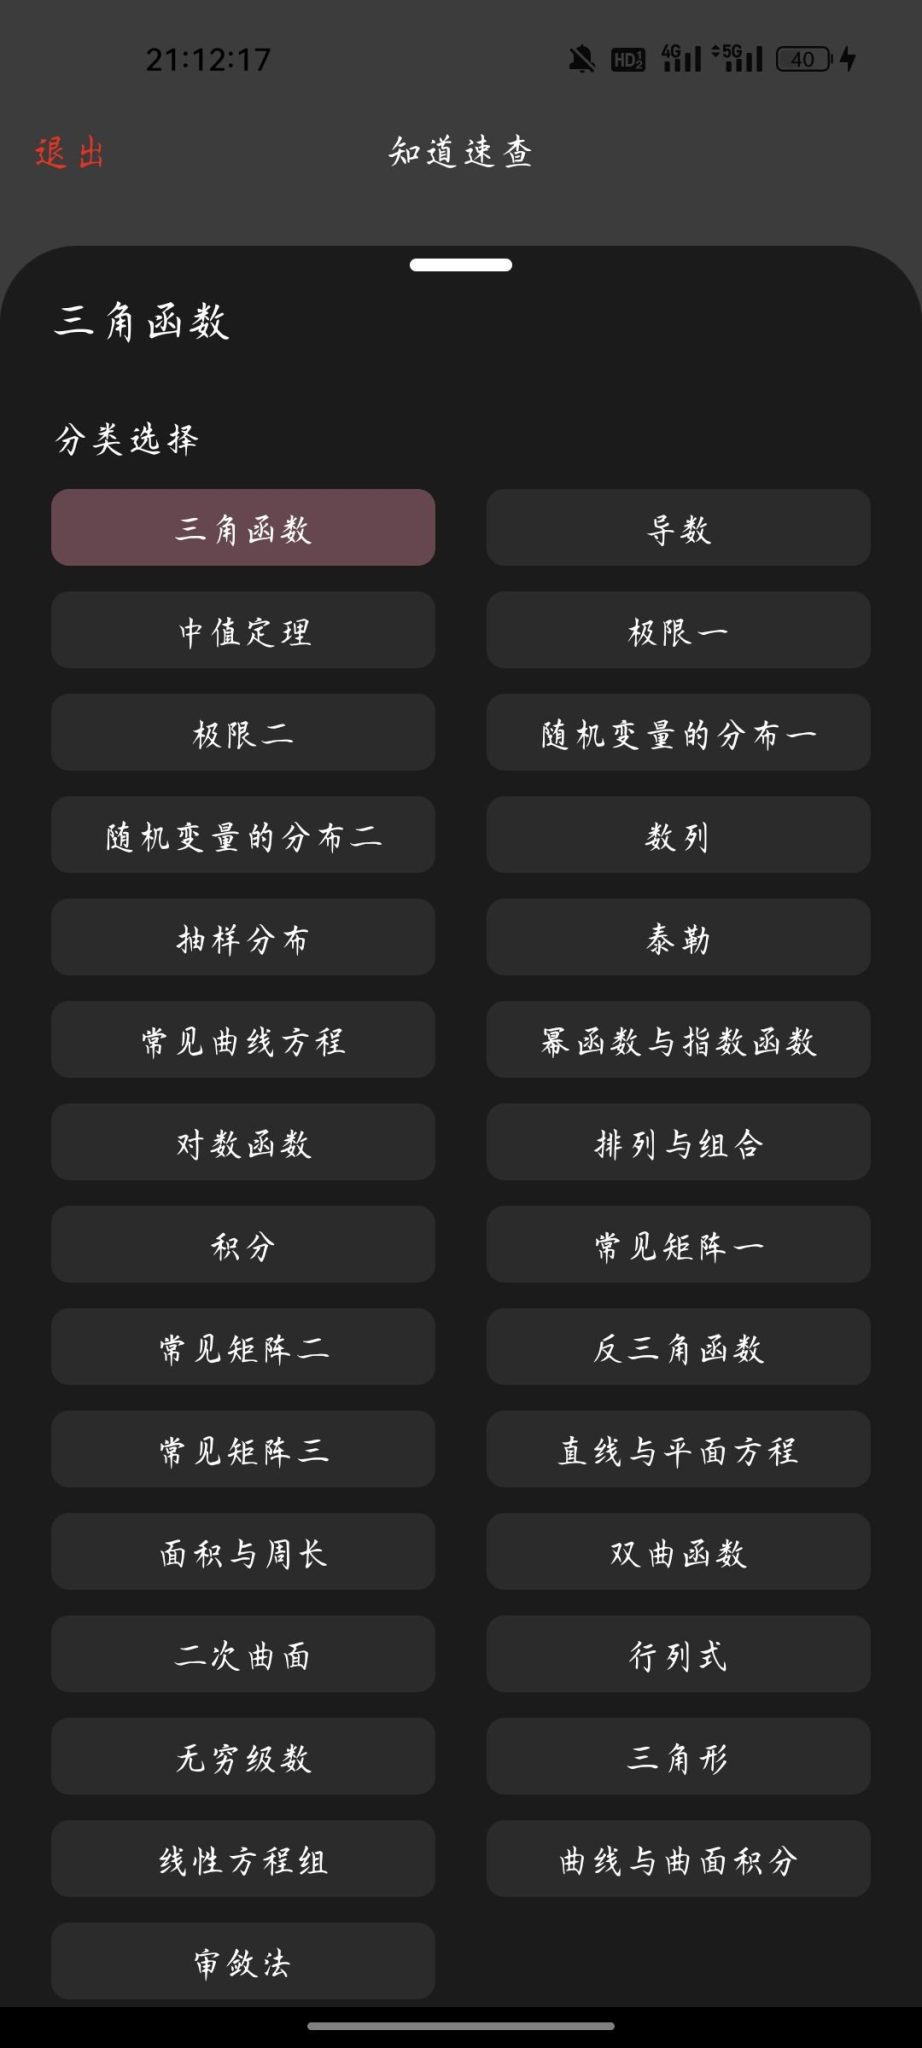 21:12:17 HD 1 2 4G 5G 40
退出 知道速查
三角函数
分类选择
三角函数 导数
中值定理 极限一
极限二 随机变量的分布一
随机变量的分布二 数列
抽样分布 泰勒
常见曲线方程 幂函数与指数函数
对数函数 排列与组合
积分 常见矩阵一
常见矩阵二 反三角函数
常见矩阵三 直线与平面方程
面积与周长 双曲函数
二次曲面 行列式
无穷级数 三角形
线性方程组 曲线与曲面积分
审敛法